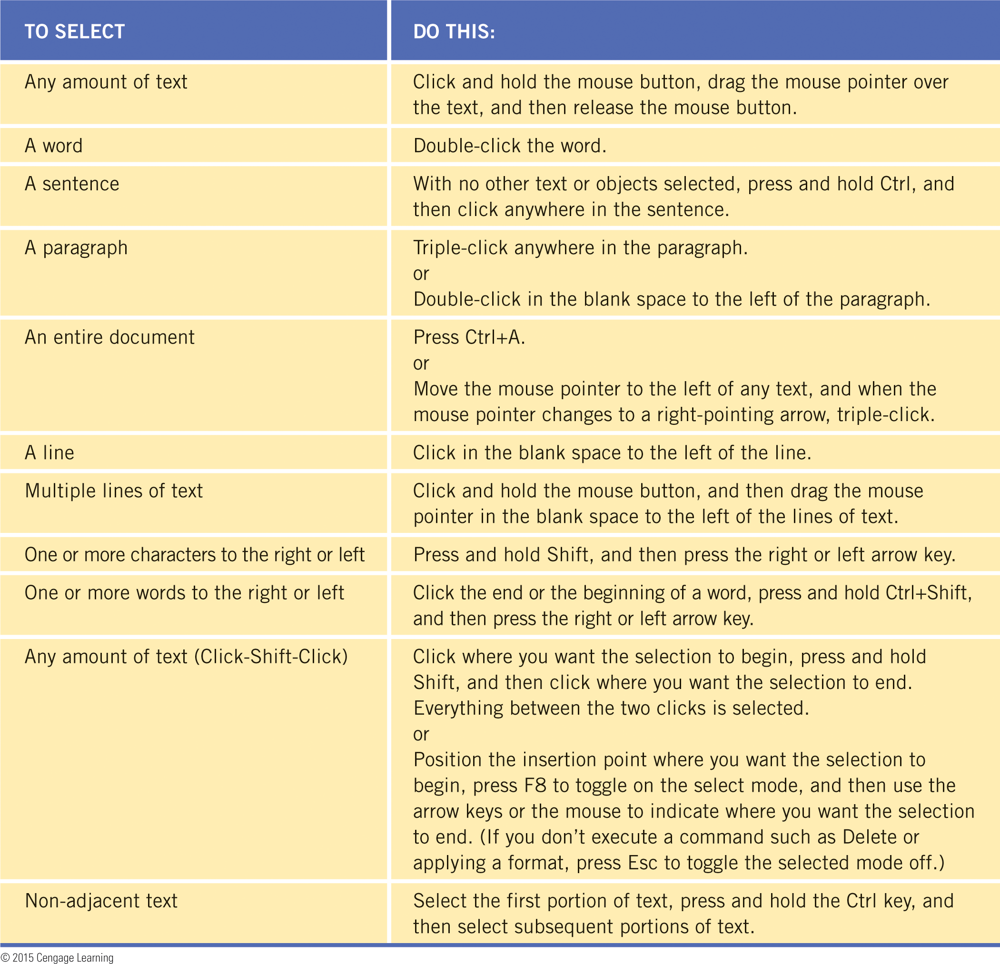 TO SELECT
DO THIS:
Any amount of text
Click and hold the mouse button, drag the mouse pointer over
the text, and then release the mouse button.
A word
Double-click the word.
A sentence
With no other text or objects selected, press and hold Ctrl, and
then click anywhere in the sentence.
A paragraph
Triple-click anywhere in the paragraph.
or
Double-click in the blank space to the left of the paragraph.
An entire document
Press Ctrl+A.
or
Move the mouse pointer to the left of any text, and when the
mouse pointer changes to a right-pointing arrow, triple-click.
A line
Click in the blank space to the left of the line.
Multiple lines of text
Click and hold the mouse button, and then drag the mouse
pointer in the blank space to the left of the lines of text.
One or more characters to the right or left
Press and hold Shift, and then press the right or left arrow key.
One or more words to the right or left
Click the end or the beginning of a word, press and hold Ctrl+Shift,
and then press the right or left arrow key.
Any amount of text (Click-Shift-Click)
Click where you want the selection to begin, press and hold
Shift, and then click where you want the selection to end.
Everything between the two clicks is selected.
or
Position the insertion point where you want the selection to
begin, press F8 to toggle on the select mode, and then use the
arrow keys or the mouse to indicate where you want the selection
to end. (If you don’t execute a command such as Delete or
applying a format, press Esc to toggle the selected mode off.)
Non-adjacent text
Select the first portion of text, press and hold the Ctrl key, and
then select subsequent portions of text.
© 2015 Cengage Learning